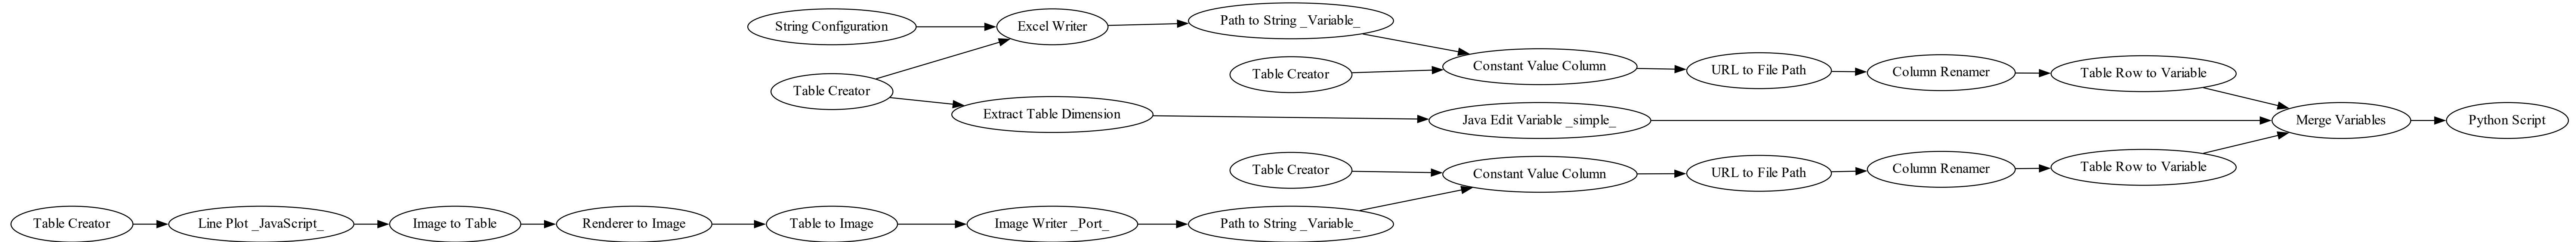 String Configuration
Excel Writer
Path to String _Variable_
Table Creator
Constant Value Column
URL to File Path
Column Renamer
Table Row to Variable
Table Creator
Extract Table Dimension
Java Edit Variable _simple_
Merge Variables
Python Script
Table Creator
Constant Value Column
URL to File Path
Column Renamer
Table Row to Variable
Table Creator
Line Plot _JavaScript_
Image to Table
Renderer to Image
Table to Image
Image Writer _Port_
Path to String _Variable_